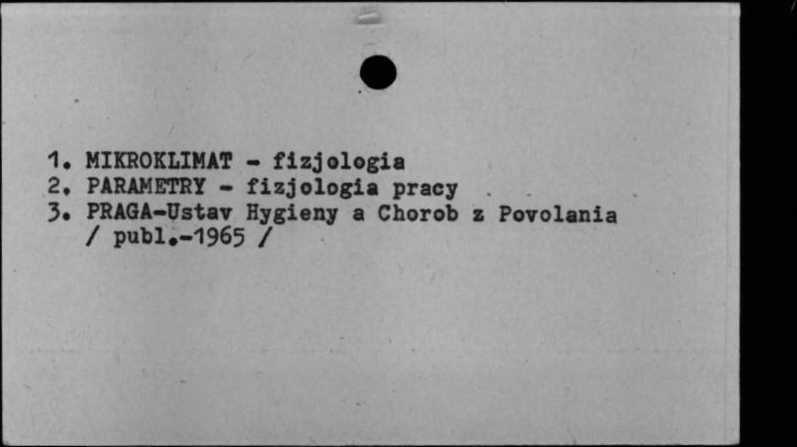 1. MIKROKLIMAT - fizjologia
2. PARAMETRY - fizjologia pracy
3. PRAGA-Ustav Hygieny a Chorob z Povolania
/ publ.-1965 /